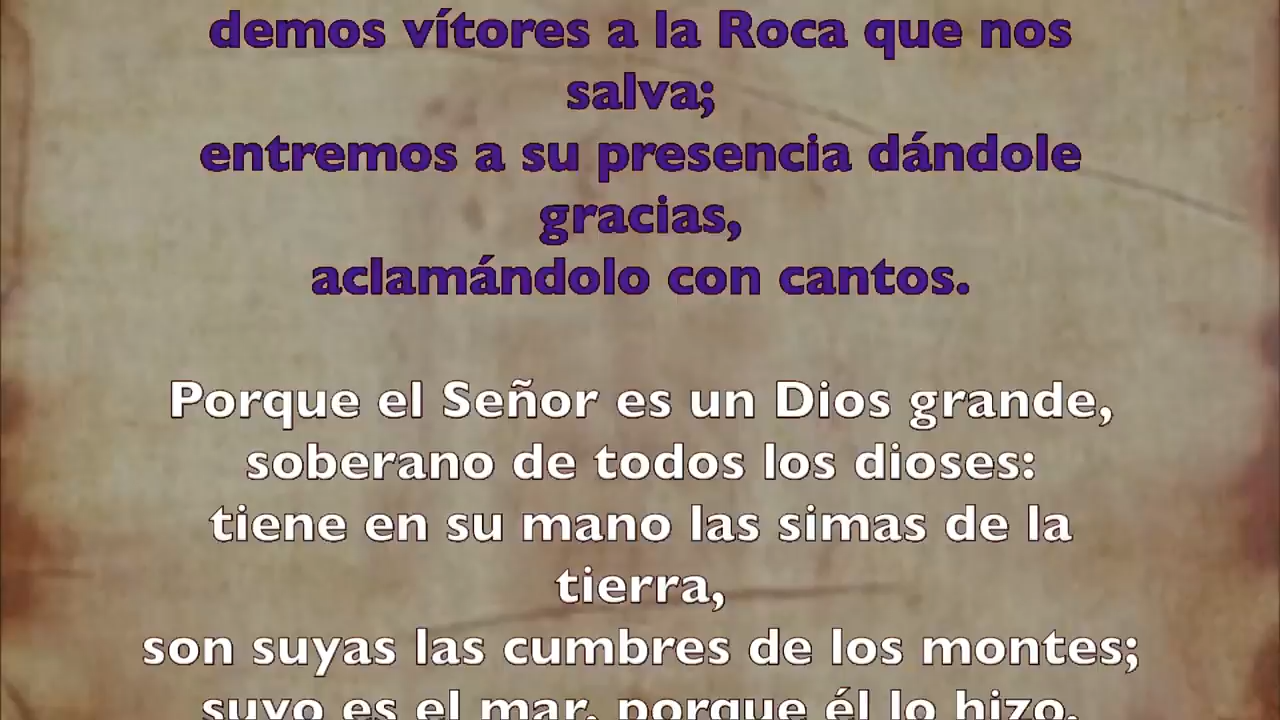 demos vítores a la Roca que nos
salva;
entremos a su presencia dándole
gracias,
aclamándolo con cantos.
Porque el Señor es un Dios grande,
soberano de todos los dioses:
tiene en su mano las simas de la
tierra,
son suyas las cumbres de los montes;
suyo es el mar, porque él lo hizo,